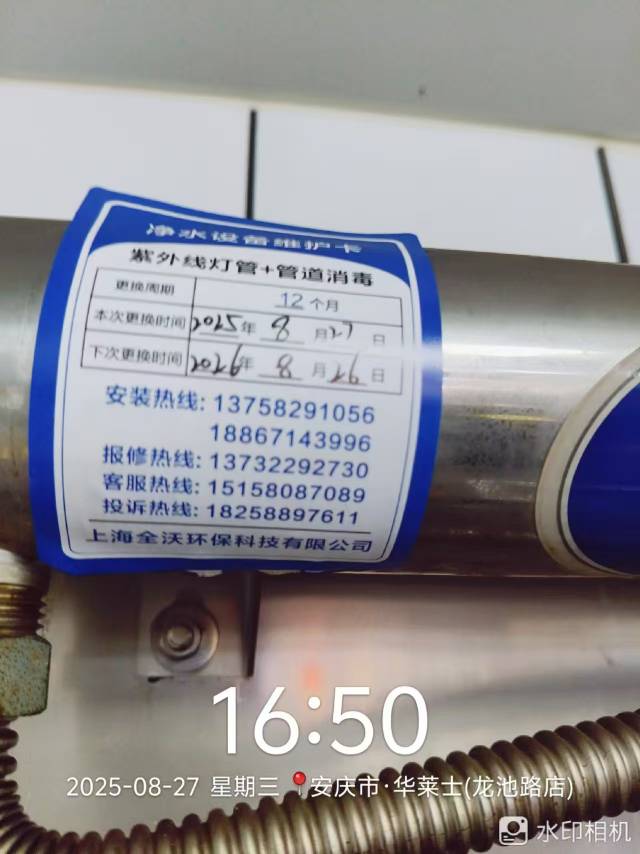 净水设备维护卡
紫外线灯管+管道消毒
更换周期 12个月
本次更换时间 2025年 8 月27 日
下次更换时间 2026年 8 月26 日
安装热线: 13758291056
18867143996
报修热线: 13732292730
客服热线: 15158087089
投诉热线: 18258897611
上海全沃环保科技有限公司
16:50
2025-08-27 星期三 安庆市·华莱士(龙池路店)
水印相机